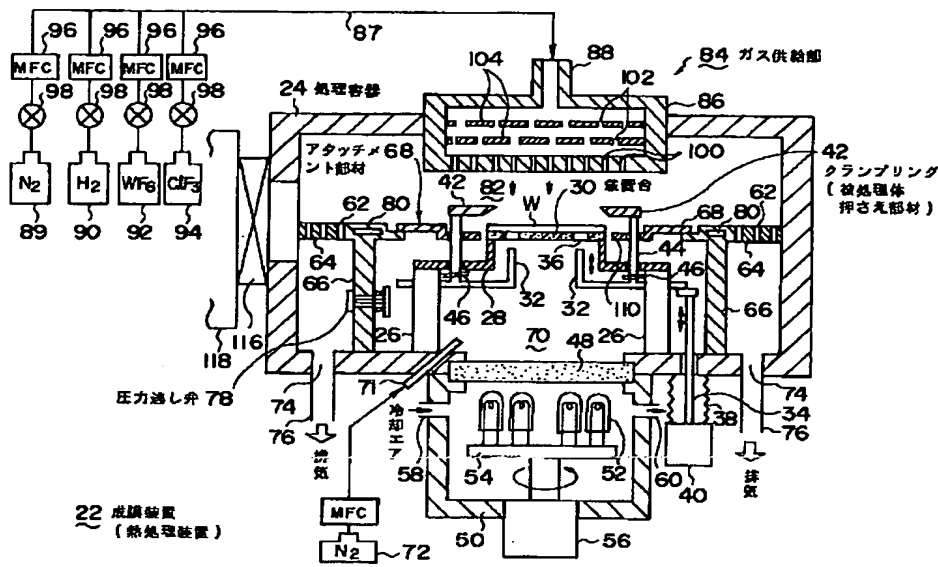 96 96 96 96
87
MFC MFC MFC MFC
98 98 98 98
N2 H2 WF6 ClF3
89 90 92 94
88
84 ガス供給部
104
102
86
24 処理容器
100
アタッチメ
ント部材 68
42
82
30 載置台
W
42
クランプリング
(被処理体
押さえ部材)
62 80
68 80 62
64
66
36
44
46
64
32 32
46 28
110
66
26
70
48
26
116
118
圧力逃し弁 78
71
74
76
排気
冷却エア
58
54
52
60
38
34
40
74
76
排気
22 成膜装置
(熱処理装置)
MFC
N2 72
50
56